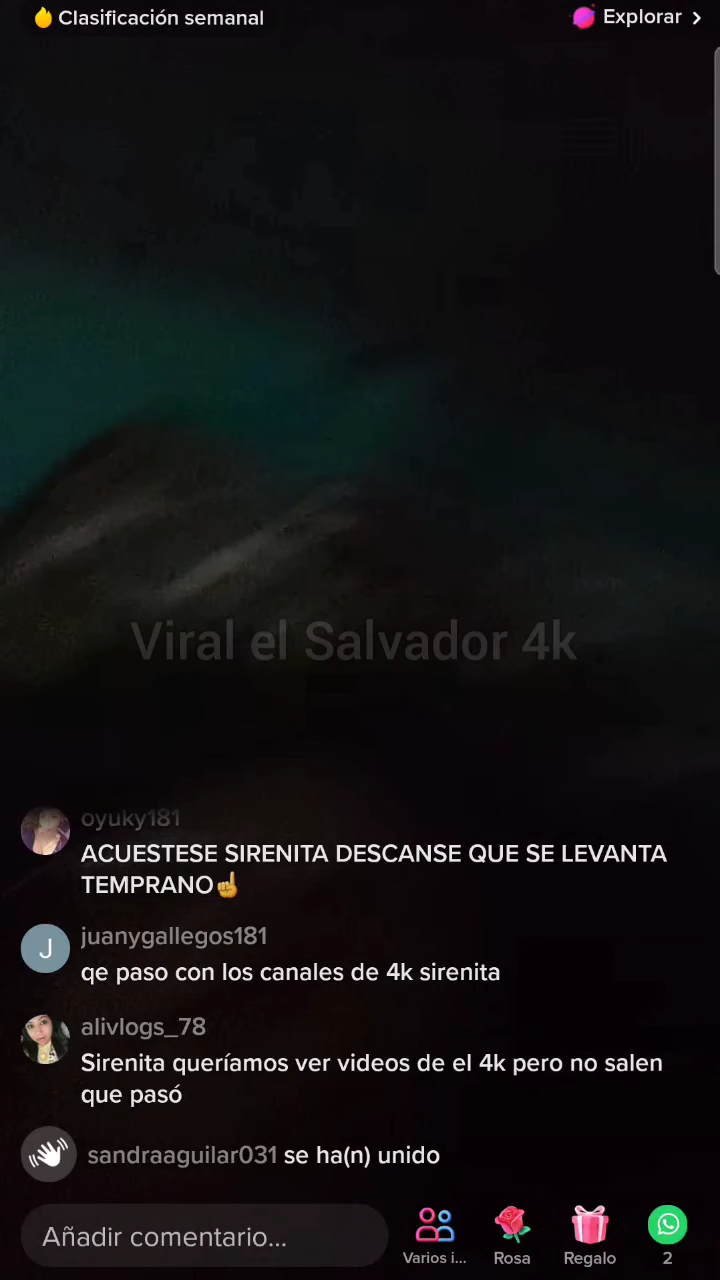 Clasificación semanal
Explorar
Viral el Salvador 4k
oyuky181
ACUESTESE SIRENITA DESCANSE QUE SE LEVANTA
TEMPRANO☝
J
juanygallegos181
qe paso con los canales de 4k sirenita
alivlogs_78
Sirenita queríamos ver videos de el 4k pero no salen
que pasó
sandraaguilar031 se ha(n) unido
Añadir comentario...
Varios i...
Rosa
Regalo
2